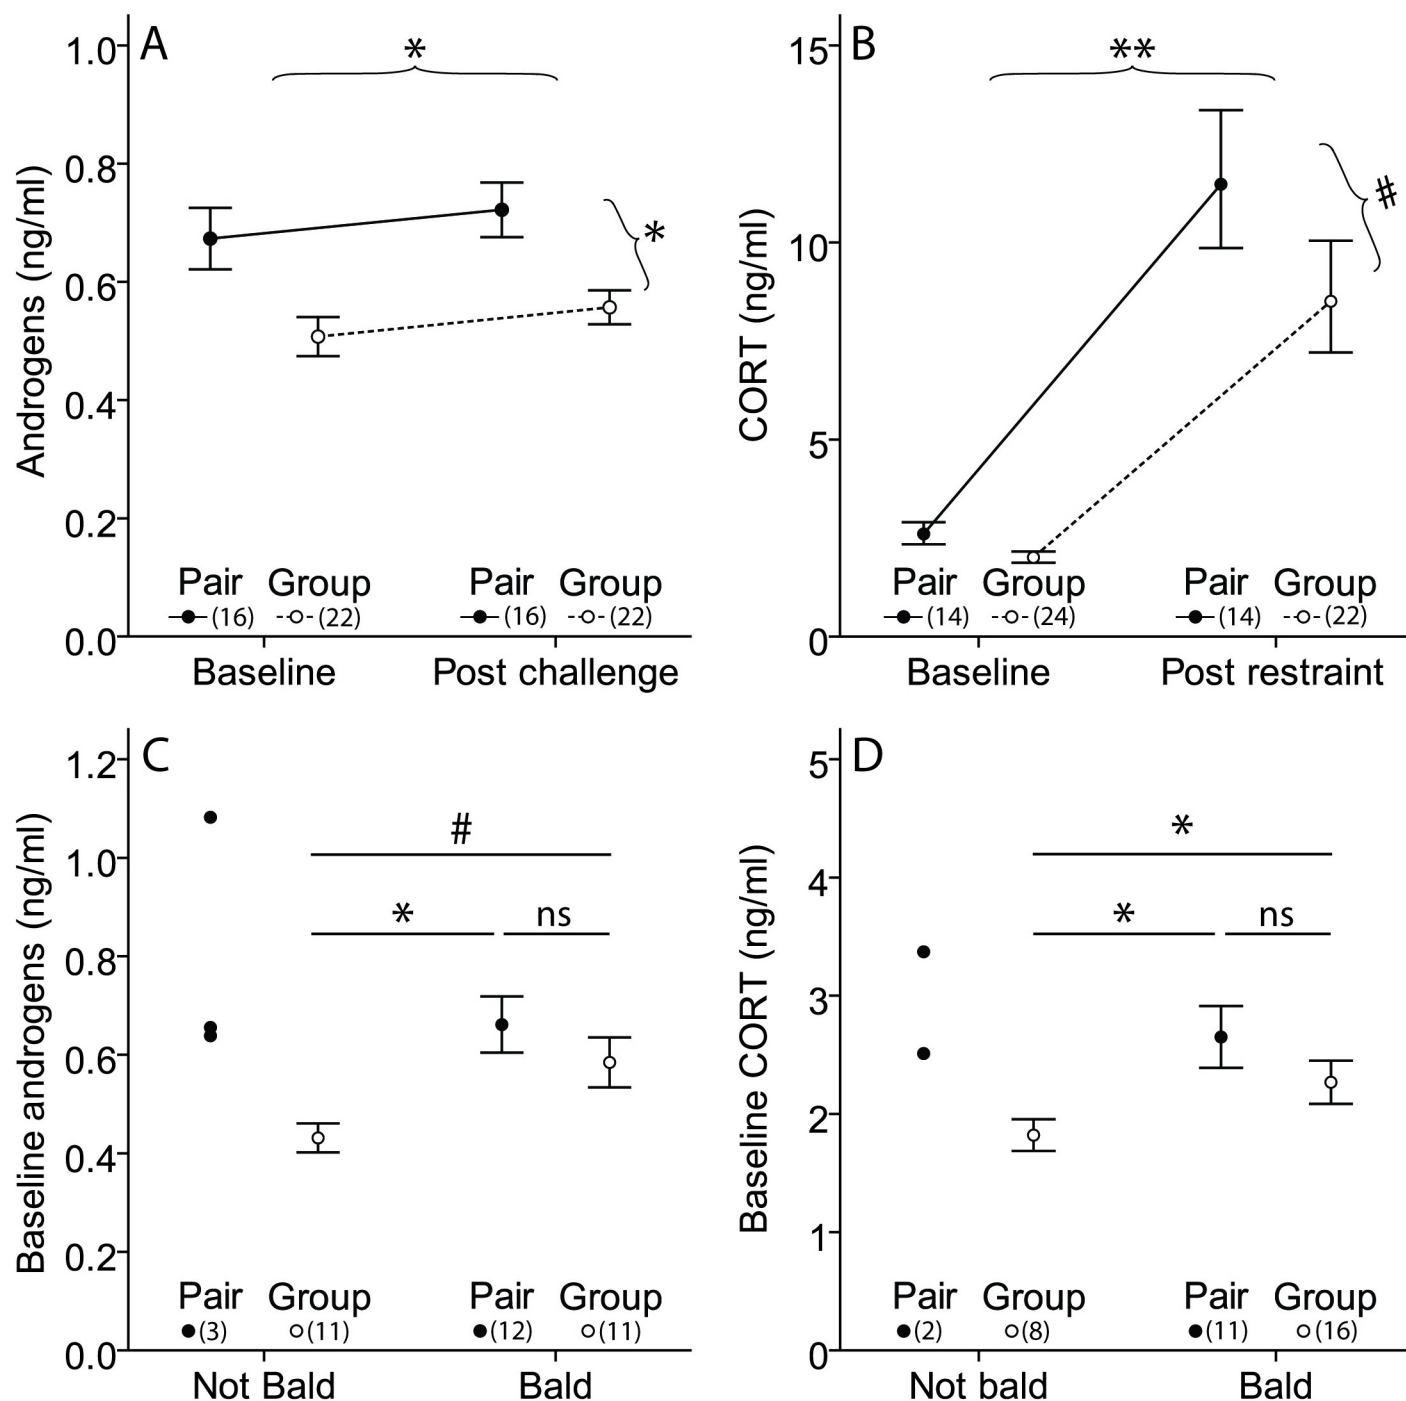 A
*
1.0
0.8
0.6
0.4
0.2
0.0
Androgens (ng/ml)
*
Pair Group Pair Group
(16) (22) (16) (22)
Baseline Post challenge
B
**
15
10
5
0
CORT (ng/ml)
#
Pair Group Pair Group
(14) (24) (14) (22)
Baseline Post restraint
C
1.2
1.0
0.8
0.6
0.4
0.2
0.0
Baseline androgens (ng/ml)
#
* ns
Pair Group Pair Group
(3) (11) (12) (11)
Not Bald Bald
D
5
4
3
2
1
0
Baseline CORT (ng/ml)
*
* ns
Pair Group Pair Group
(2) (8) (11) (16)
Not bald Bald